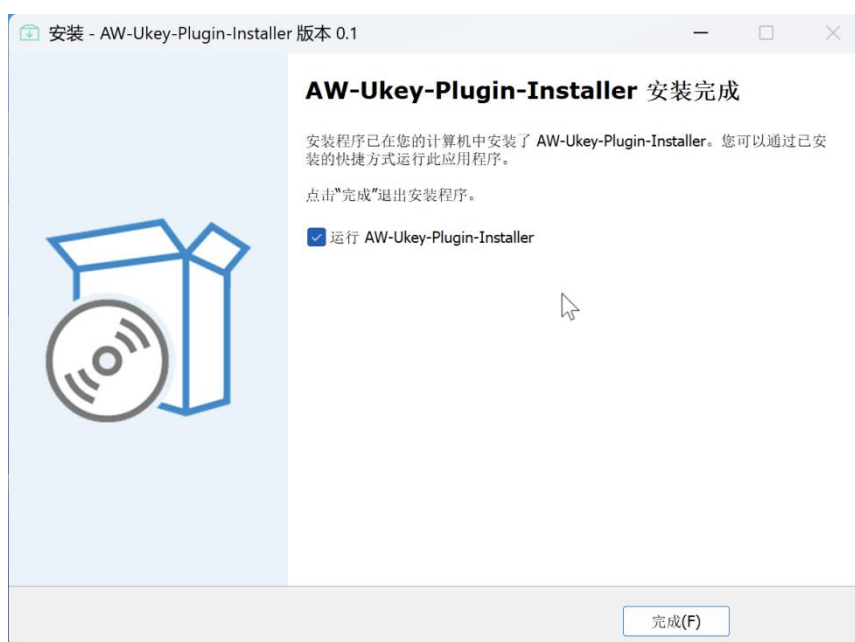 安装 - AW-Ukey-Plugin-Installer 版本 0.1
AW-Ukey-Plugin-Installer 安装完成
安装程序已在您的计算机中安装了 AW-Ukey-Plugin-Installer。您可以通过已安
装的快捷方式运行此应用程序。
点击“完成”退出安装程序。
运行 AW-Ukey-Plugin-Installer
完成(F)